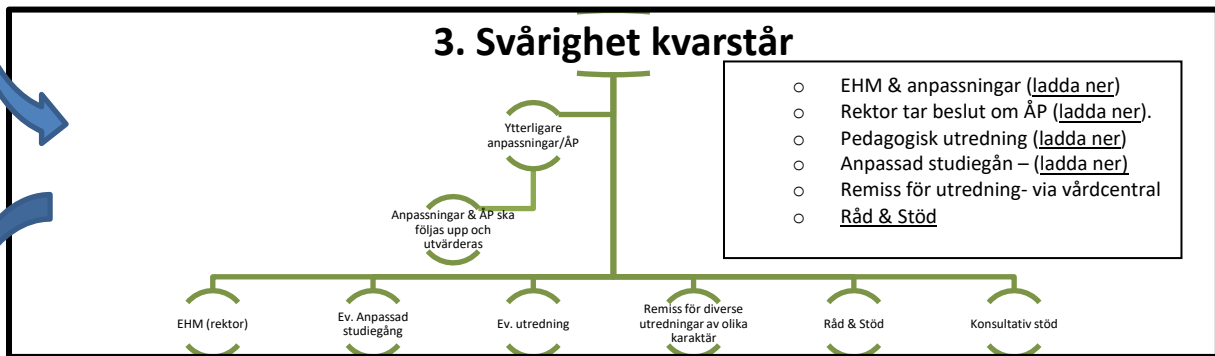 3. Svårighet kvarstår
Ytterligare
anpassningar/ÅP
Anpassningar & ÅP ska
följas upp och
utvärderas
o EHM & anpassningar (ladda ner)
o Rektor tar beslut om ÅP (ladda ner).
o Pedagogisk utredning (ladda ner)
o Anpassad studiegån – (ladda ner)
o Remiss för utredning- via vårdcentral
o Råd & Stöd
EHM (rektor)
Ev. Anpassad
studiegång
Ev. utredning
Remiss för diverse
utredningar av olika
karaktär
Råd & Stöd
Konsultativ stöd